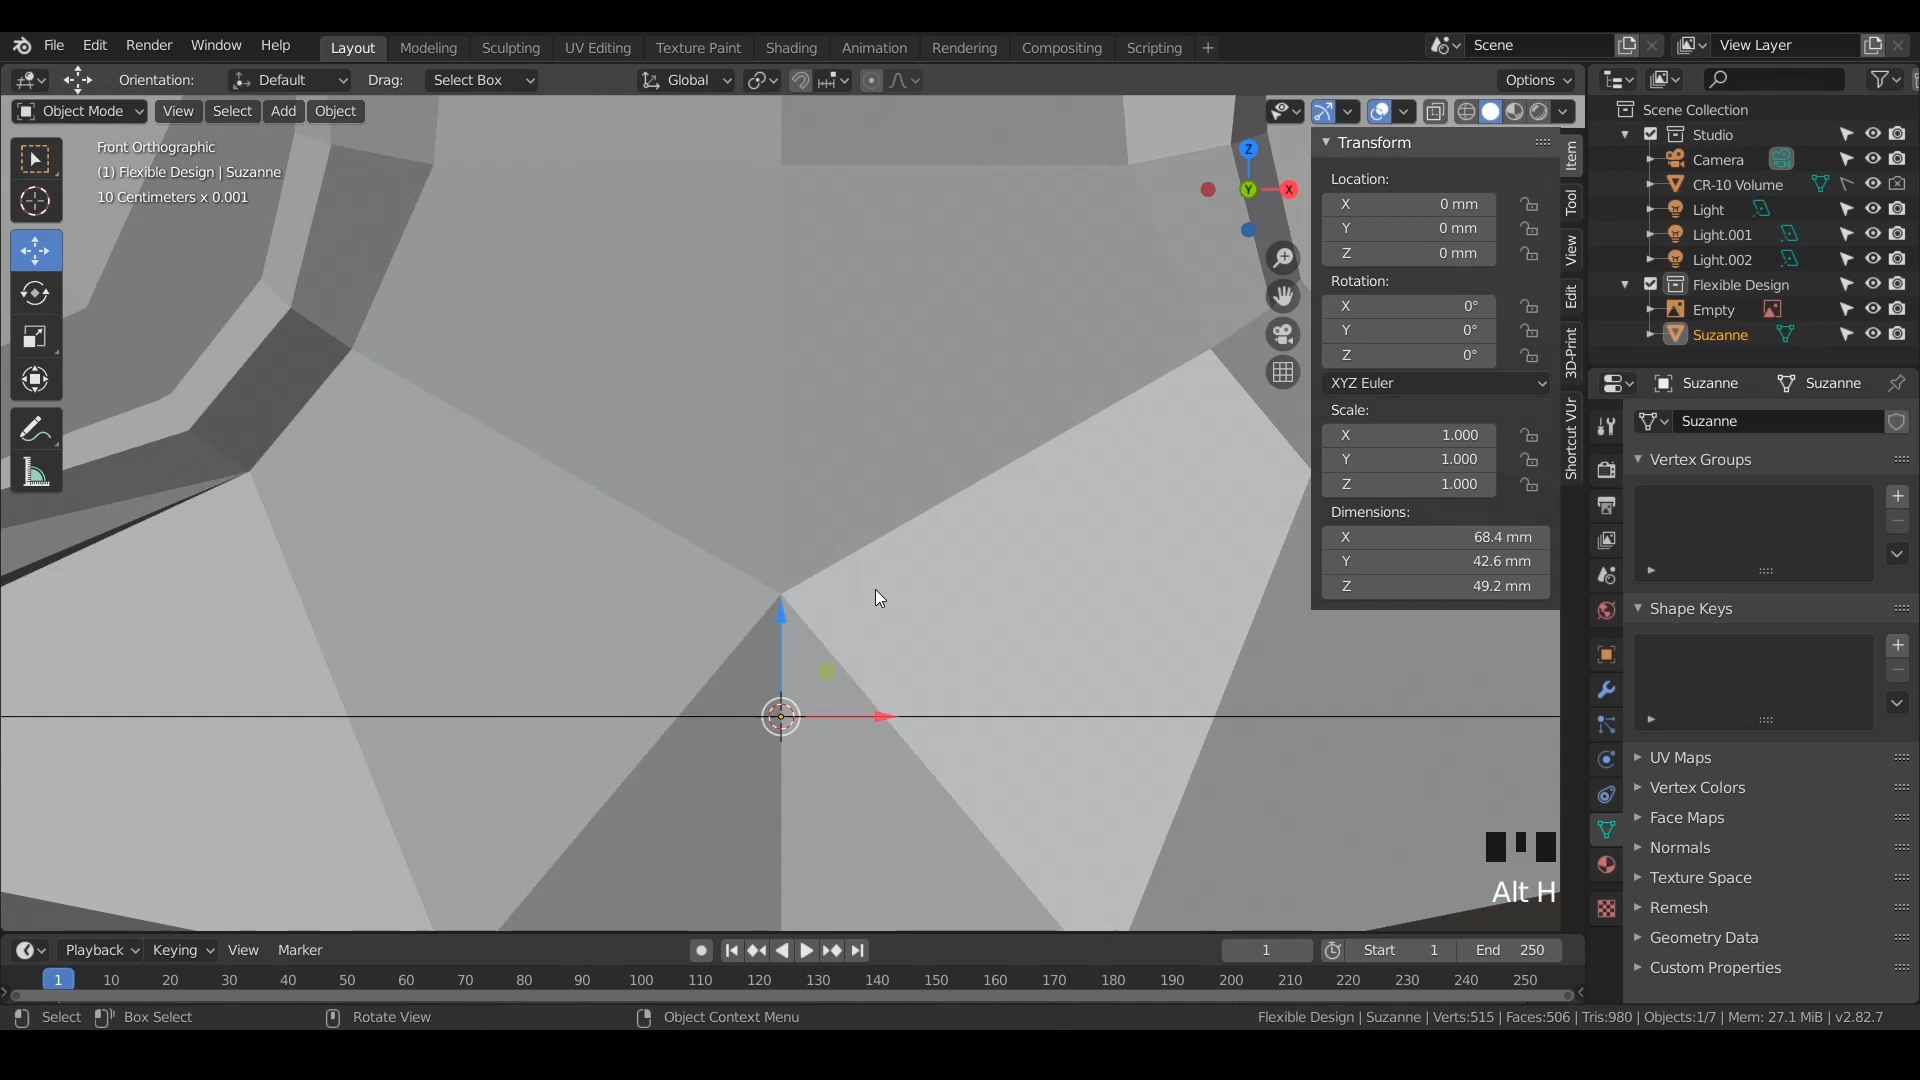 File Edit Render Window Help Layout Modeling Sculpting UV Editing Texture Paint Shading Animation Rendering Compositing Scripting + Scene View Layer
Orientation: Default Drag: Select Box Global Options
Object Mode View Select Add Object
Front Orthographic
(1) Flexible Design | Suzanne
10 Centimeters x 0.001
Z
Y
X
Transform
Location:
X 0 mm
Y 0 mm
Z 0 mm
Rotation:
X 0°
Y 0°
Z 0°
XYZ Euler
Scale:
X 1.000
Y 1.000
Z 1.000
Dimensions:
X 68.4 mm
Y 42.6 mm
Z 49.2 mm
Item
Tool
View
Edit
3D-Print
Shortcut VUr
Scene Collection
Studio
Camera
CR-10 Volume
Light
Light.001
Light.002
Flexible Design
Empty
Suzanne
Suzanne Suzanne
Suzanne
Vertex Groups
Shape Keys
UV Maps
Vertex Colors
Face Maps
Normals
Texture Space
Remesh
Geometry Data
Custom Properties
Alt H
Playback Keying View Marker 1 Start 1 End 250
1 10 20 30 40 50 60 70 80 90 100 110 120 130 140 150 160 170 180 190 200 210 220 230 240 250
Select Box Select Rotate View Object Context Menu Flexible Design | Suzanne | Verts:515 | Faces:506 | Tris:980 | Objects:1/7 | Mem: 27.1 MiB | v2.82.7